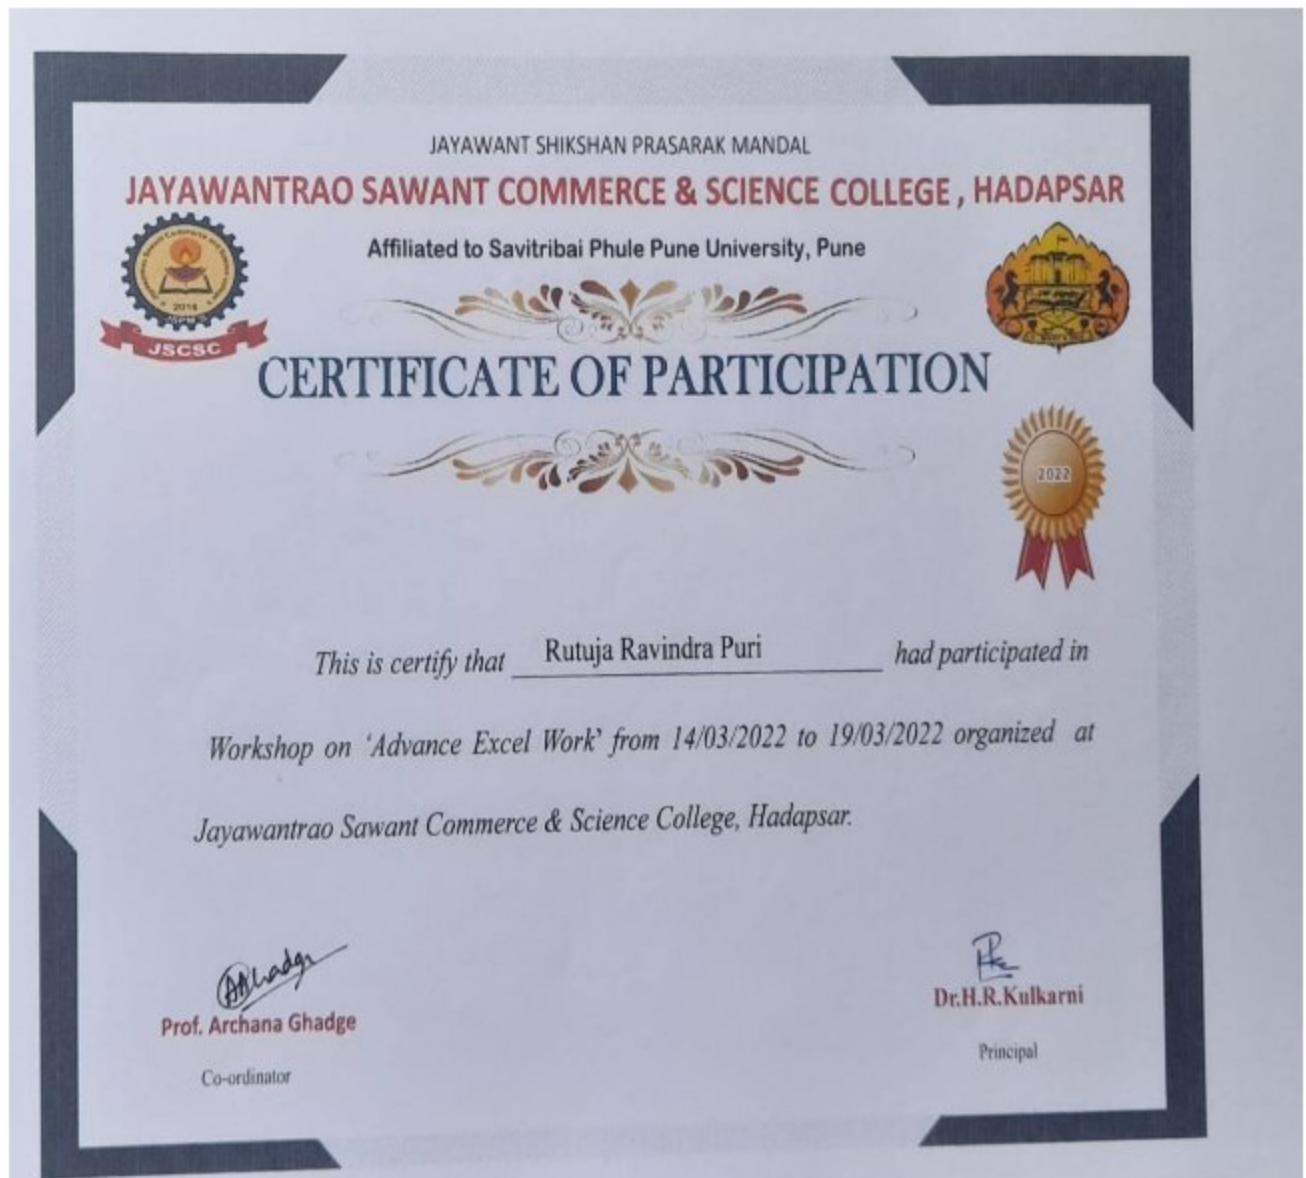 JAYAWANT SHIKSHAN PRASARAK MANDAL
JAYAWANTRAO SAWANT COMMERCE & SCIENCE COLLEGE , HADAPSAR
Affiliated to Savitribai Phule Pune University, Pune
2016
JSCSC
CERTIFICATE OF PARTICIPATION
2022
This is certify that Rutuja Ravindra Puri had participated in
Workshop on ‘Advance Excel Work’ from 14/03/2022 to 19/03/2022 organized at
Jayawantrao Sawant Commerce & Science College, Hadapsar.
Prof. Archana Ghadge
Co-ordinator
Dr.H.R.Kulkarni
Principal